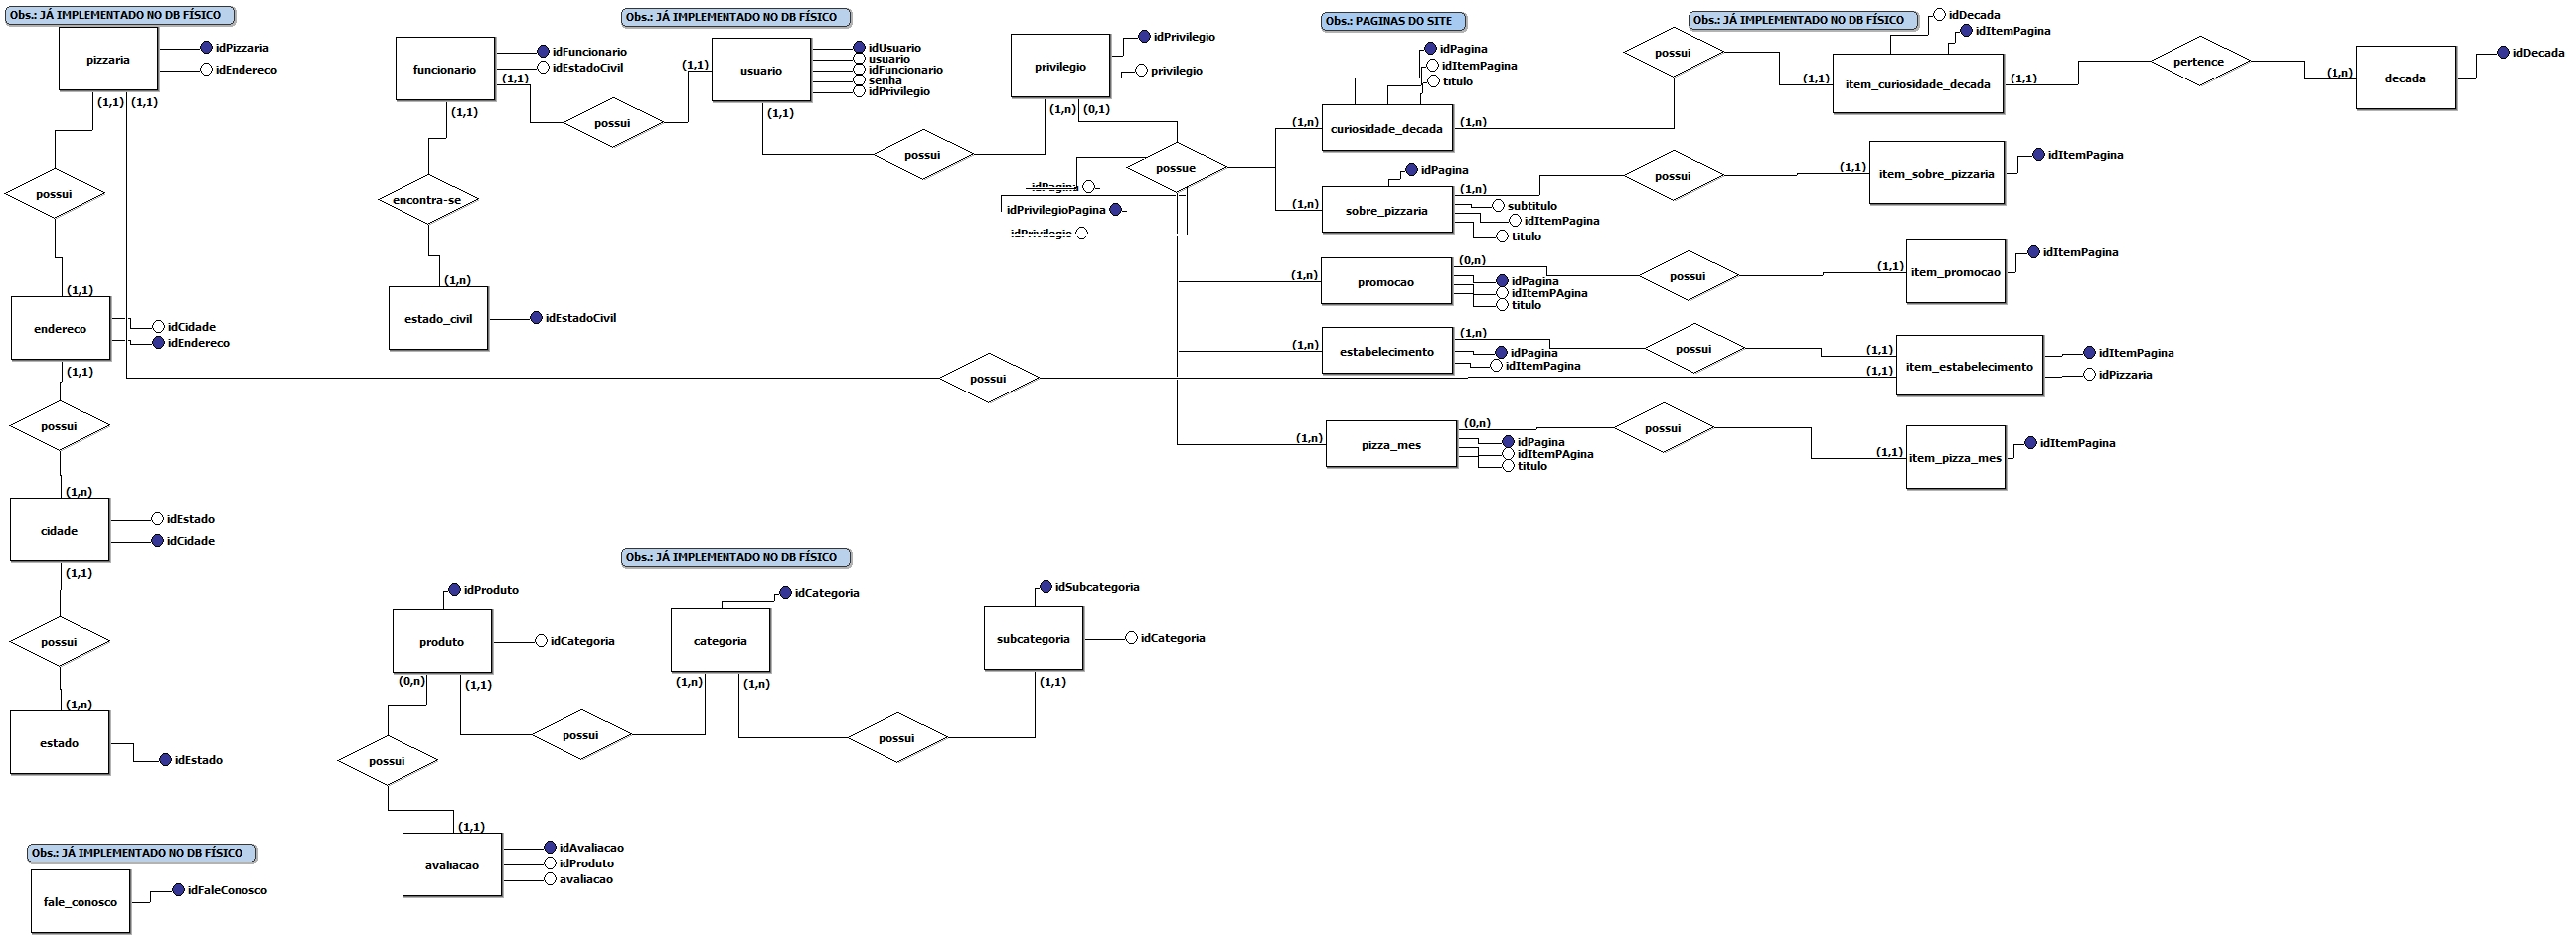 Obs.: JÁ IMPLEMENTADO NO DB FÍSICO
pizzaria
idPizzaria
idEndereco
(1,1)
(1,1)
possui
(1,1)
endereco
idCidade
idEndereco
(1,1)
possui
(1,n)
cidade
idEstado
idCidade
(1,1)
possui
(1,n)
estado
idEstado
Obs.: JÁ IMPLEMENTADO NO DB FÍSICO
fale_conosco
idFaleConosco
Obs.: JÁ IMPLEMENTADO NO DB FÍSICO
funcionario
idFuncionario
idEstadoCivil
(1,1)
(1,1)
encontra-se
(1,n)
estado_civil
idEstadoCivil
possui
(1,1)
usuario
idUsuario
usuario
idFuncionario
senha
idPrivilegio
(1,1)
possui
privilegio
idPrivilegio
privilegio
(1,n)
(0,1)
possue
idPagina
idPrivilegioPagina
idPrivilegio
possui
Obs.: PAGINAS DO SITE
idPagina
idItemPagina
titulo
(1,n)
curiosidade_decada
(1,n)
idPagina
(1,n)
sobre_pizzaria
(1,n)
subtitulo
idItemPagina
titulo
(1,n)
promocao
(0,n)
idPagina
idItemPAgina
titulo
(1,n)
estabelecimento
(1,n)
idPagina
idItemPagina
(1,n)
pizza_mes
(0,n)
idPagina
idItemPAgina
titulo
Obs.: JÁ IMPLEMENTADO NO DB FÍSICO
possui
idDecada
idItemPagina
(1,1)
item_curiosidade_decada
(1,1)
pertence
(1,n)
decada
idDecada
possui
(1,1)
item_sobre_pizzaria
idItemPagina
possui
(1,1)
item_promocao
idItemPagina
possui
(1,1)
(1,1)
item_estabelecimento
idItemPagina
idPizzaria
possui
(1,1)
item_pizza_mes
idItemPagina
Obs.: JÁ IMPLEMENTADO NO DB FÍSICO
idProduto
produto
idCategoria
(0,n)
(1,1)
possui
possui
(1,1)
avaliacao
idAvaliacao
idProduto
avaliacao
idCategoria
categoria
(1,n)
(1,n)
possui
idSubcategoria
subcategoria
idCategoria
(1,1)